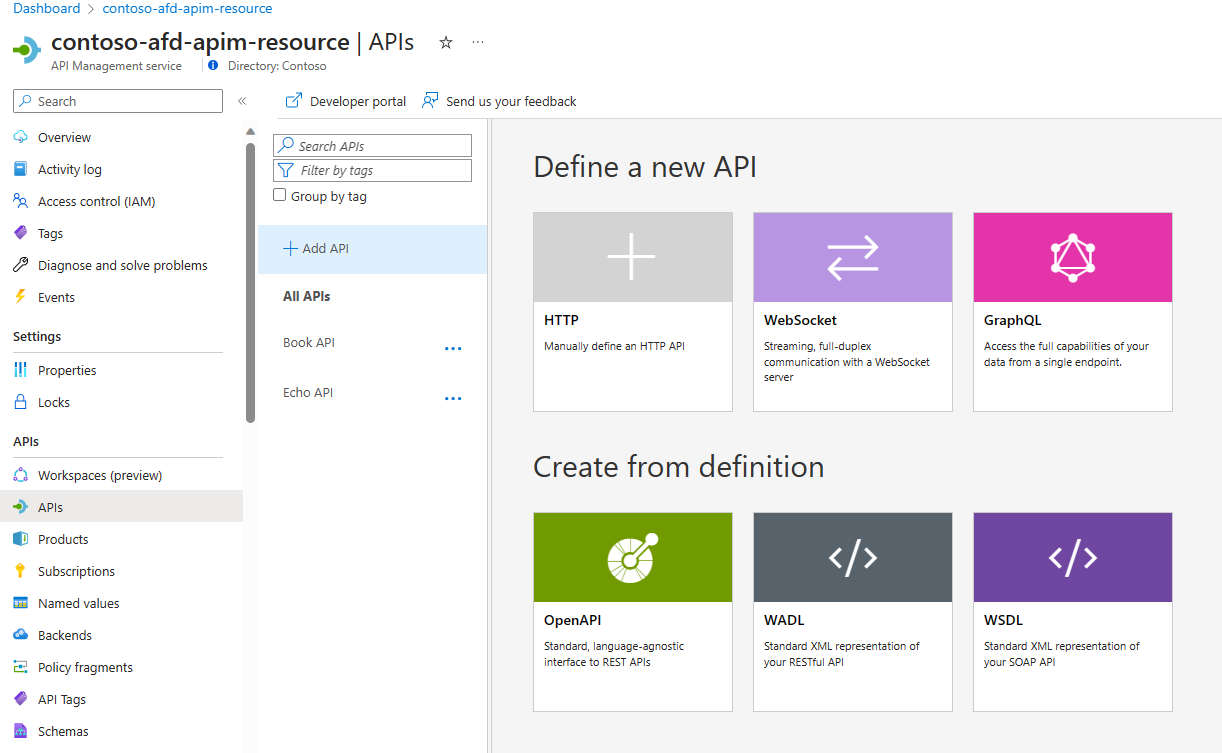 Dashboard > contoso-afd-apim-resource
contoso-afd-apim-resource | APIs ...
API Management service
Directory: Contoso
Search
«
Overview
Activity log
Access control (IAM)
Tags
Diagnose and solve problems
Events
Settings
Properties
Locks
APIs
Workspaces (preview)
APIs
Products
Subscriptions
Named values
Backends
Policy fragments
API Tags
Schemas
Developer portal
Send us your feedback
Search APIs
Filter by tags
Group by tag
+ Add API
All APIs
Book API ...
Echo API ...
Define a new API
HTTP
Manually define an HTTP API
WebSocket
Streaming, full-duplex
communication with a WebSocket
server
GraphQL
Access the full capabilities of your
data from a single endpoint.
Create from definition
OpenAPI
Standard, language-agnostic
interface to REST APIs
</>
WADL
Standard XML representation of
your RESTful API
</>
WSDL
Standard XML representation of
your SOAP API